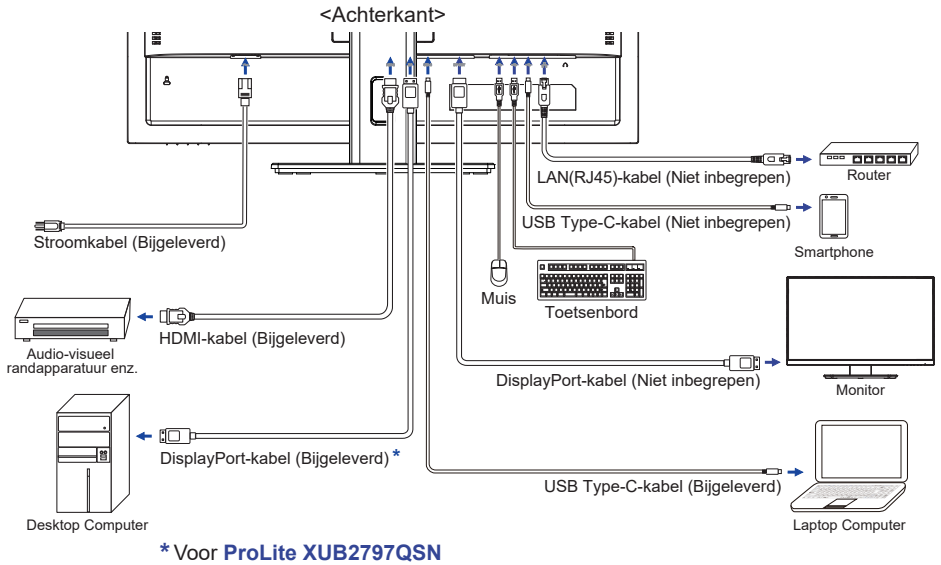 <Achterkant>
LAN(RJ45)-kabel (Niet inbegrepen)
Router
USB Type-C-kabel (Niet inbegrepen)
Smartphone
Stroomkabel (Bijgeleverd)
Muis
Toetsenbord
HDMI-kabel (Bijgeleverd)
Audio-visueel
randapparatuur enz.
DisplayPort-kabel (Niet inbegrepen)
Monitor
DisplayPort-kabel (Bijgeleverd) *
USB Type-C-kabel (Bijgeleverd)
Desktop Computer
Laptop Computer
* Voor ProLite XUB2797QSN